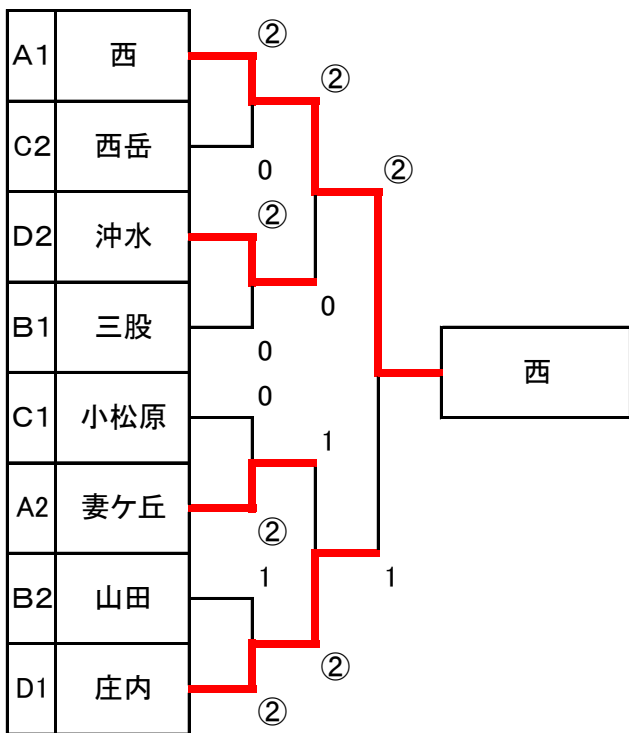 A1 西 ②
②
C2 西岳 ②
0
D2 沖水 ②
0
B1 三股 0
西
C1 小松原 0
1
A2 妻ケ丘 ②
B2 山田 1 1
②
D1 庄内 ②